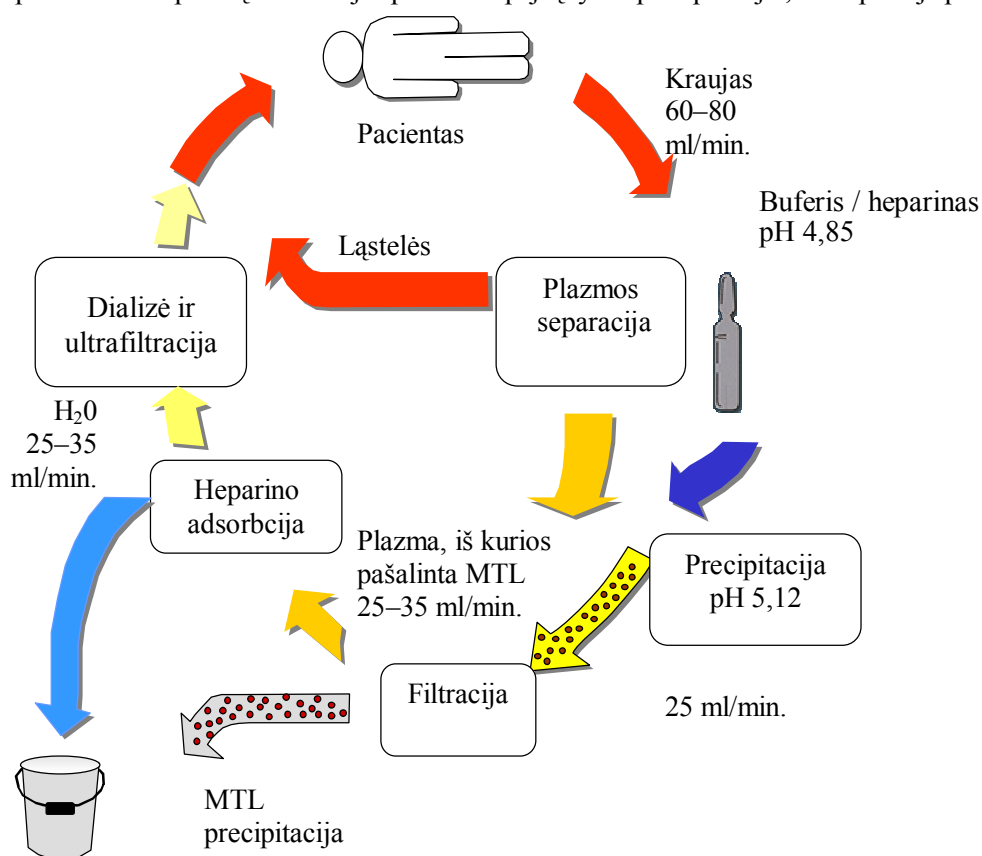 Pacientas
Kraujas
60–80
ml/min.
Buferis / heparinas
pH 4,85
Ląstelės
Plazmos
separacija
Dializė ir
ultrafiltracija
H₂0
25–35
ml/min.
Heparino
adsorbcija
Plazma, iš kurios
pašalinta MTL
25–35 ml/min.
Precipitacija
pH 5,12
Filtracija
25 ml/min.
MTL
precipitacija